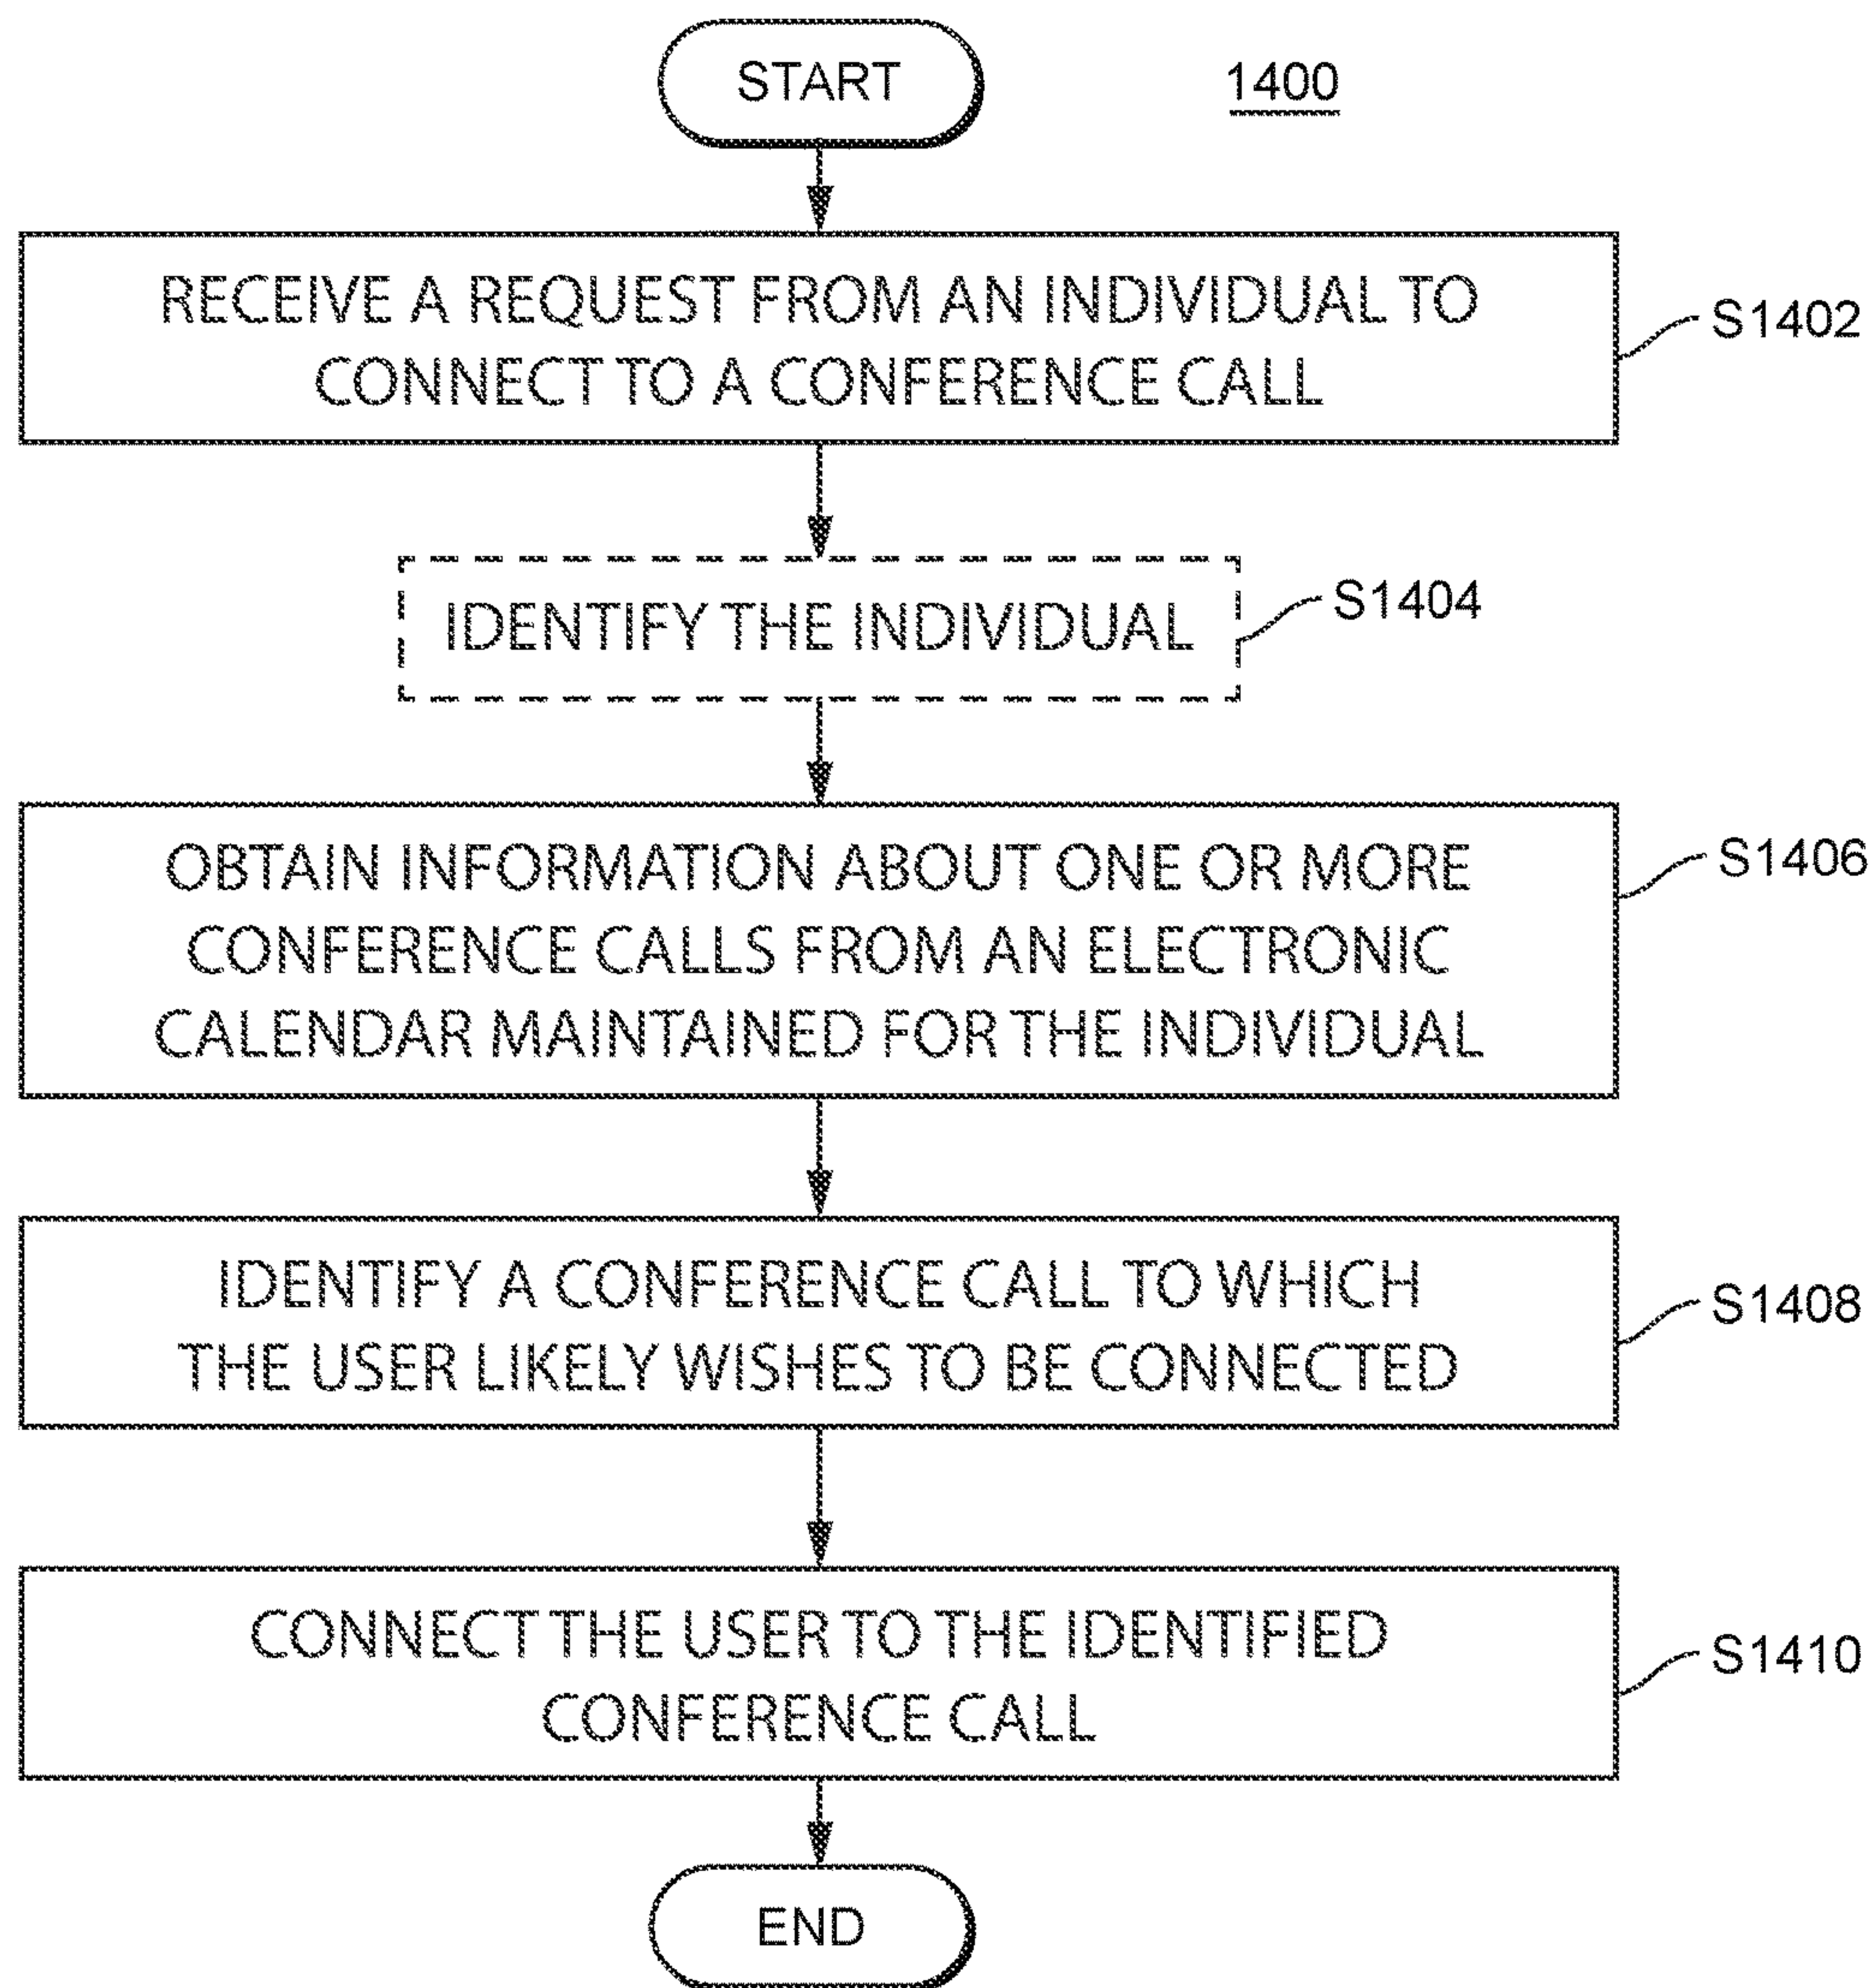 START
1400
RECEIVE A REQUEST FROM AN INDIVIDUAL TO
CONNECT TO A CONFERENCE CALL
S1402
IDENTIFY THE INDIVIDUAL
S1404
OBTAIN INFORMATION ABOUT ONE OR MORE
CONFERENCE CALLS FROM AN ELECTRONIC
CALENDAR MAINTAINED FOR THE INDIVIDUAL
S1406
IDENTIFY A CONFERENCE CALL TO WHICH
THE USER LIKELY WISHES TO BE CONNECTED
S1408
CONNECT THE USER TO THE IDENTIFIED
CONFERENCE CALL
S1410
END